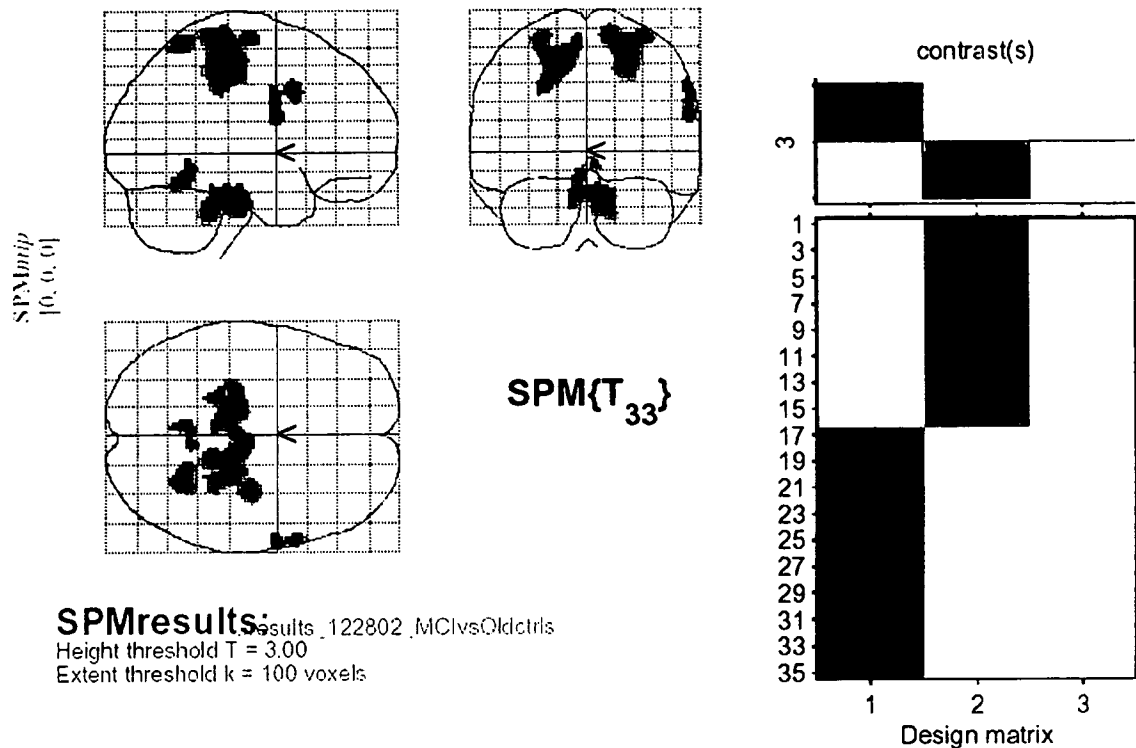 SPMmip
[0, 0, 0]
contrast(s)
3
SPM{T33}
1
3
5
7
9
11
13
15
17
19
21
23
25
27
29
31
33
35
1 2 3
Design matrix
SPMresults: results_122802_MCIvsOldctrls
Height threshold T = 3.00
Extent threshold k = 100 voxels